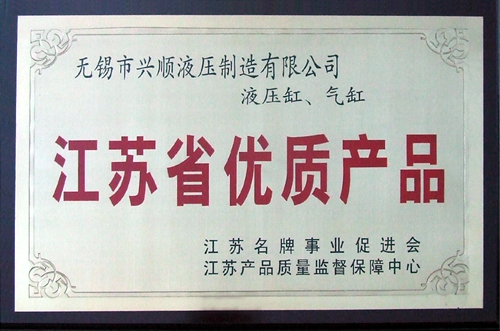 无锡市兴顺液压制造有限公司
液压缸、气缸
江苏省优质产品
江苏名牌事业促进会
江苏产品质量监督保障中心